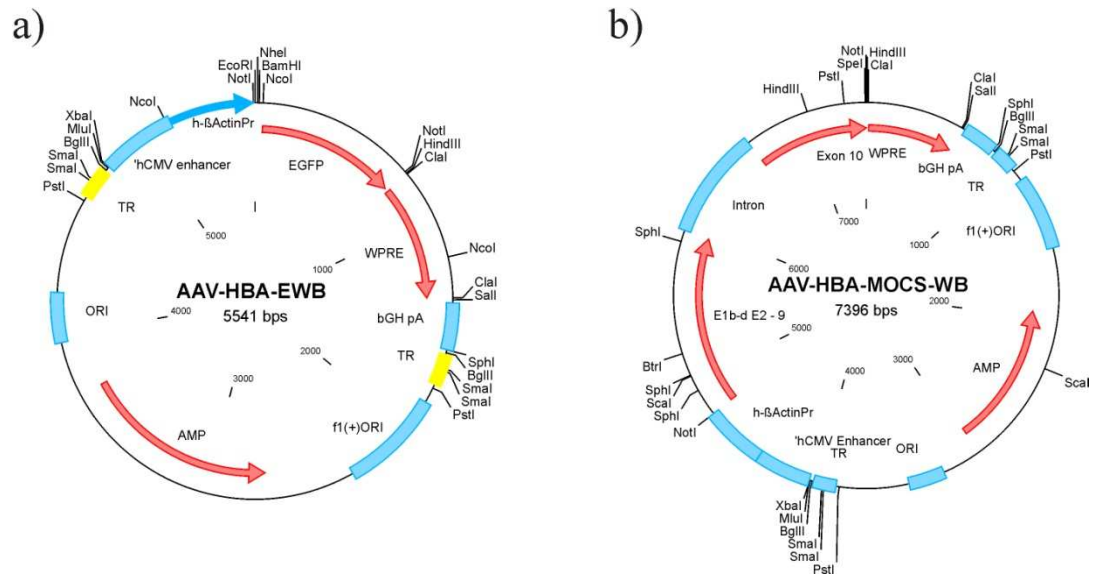 a)
NheI
EcoRI BamHI
NotI NcoI
NcoI
h-ßActinPr
XbaI
MluI
BglII
SmaI
SmaI
PstI
'hCMV enhancer
TR
EGFP
NotI
HindIII
ClaI
I
5000
1000
WPRE
NcoI
AAV-HBA-EWB
5541 bps
ClaI
SalI
ORI
4000
bGH pA
2000
TR
3000
SphI
BglII
SmaI
SmaI
PstI
AMP
f1(+)ORI
b)
NotI HindIII
SpeI ClaI
PstI
HindIII
ClaI
SalI
SphI
BglII
SmaI
SmaI
PstI
Exon 10 WPRE
bGH pA
TR
Intron
I
7000
1000
f1(+)ORI
SphI
6000
AAV-HBA-MOCS-WB
7396 bps
2000
E1b-d E2 - 9
5000
3000
4000
BtrI
SphI
ScaI
SphI
NotI
AMP
ScaI
h-ßActinPr
'hCMV Enhancer
TR
ORI
XbaI
MluI
BglII
SmaI
SmaI
PstI